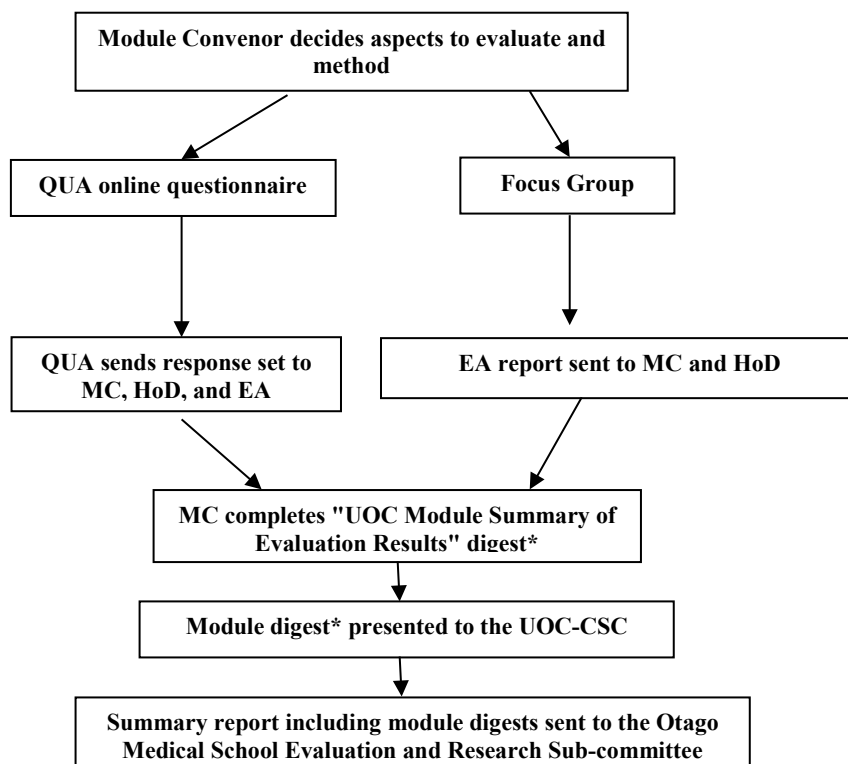 Module Convenor decides aspects to evaluate and
method
QUA online questionnaire
Focus Group
QUA sends response set to
MC, HoD, and EA
EA report sent to MC and HoD
MC completes "UOC Module Summary of
Evaluation Results" digest*
Module digest* presented to the UOC-CSC
Summary report including module digests sent to the Otago
Medical School Evaluation and Research Sub-committee